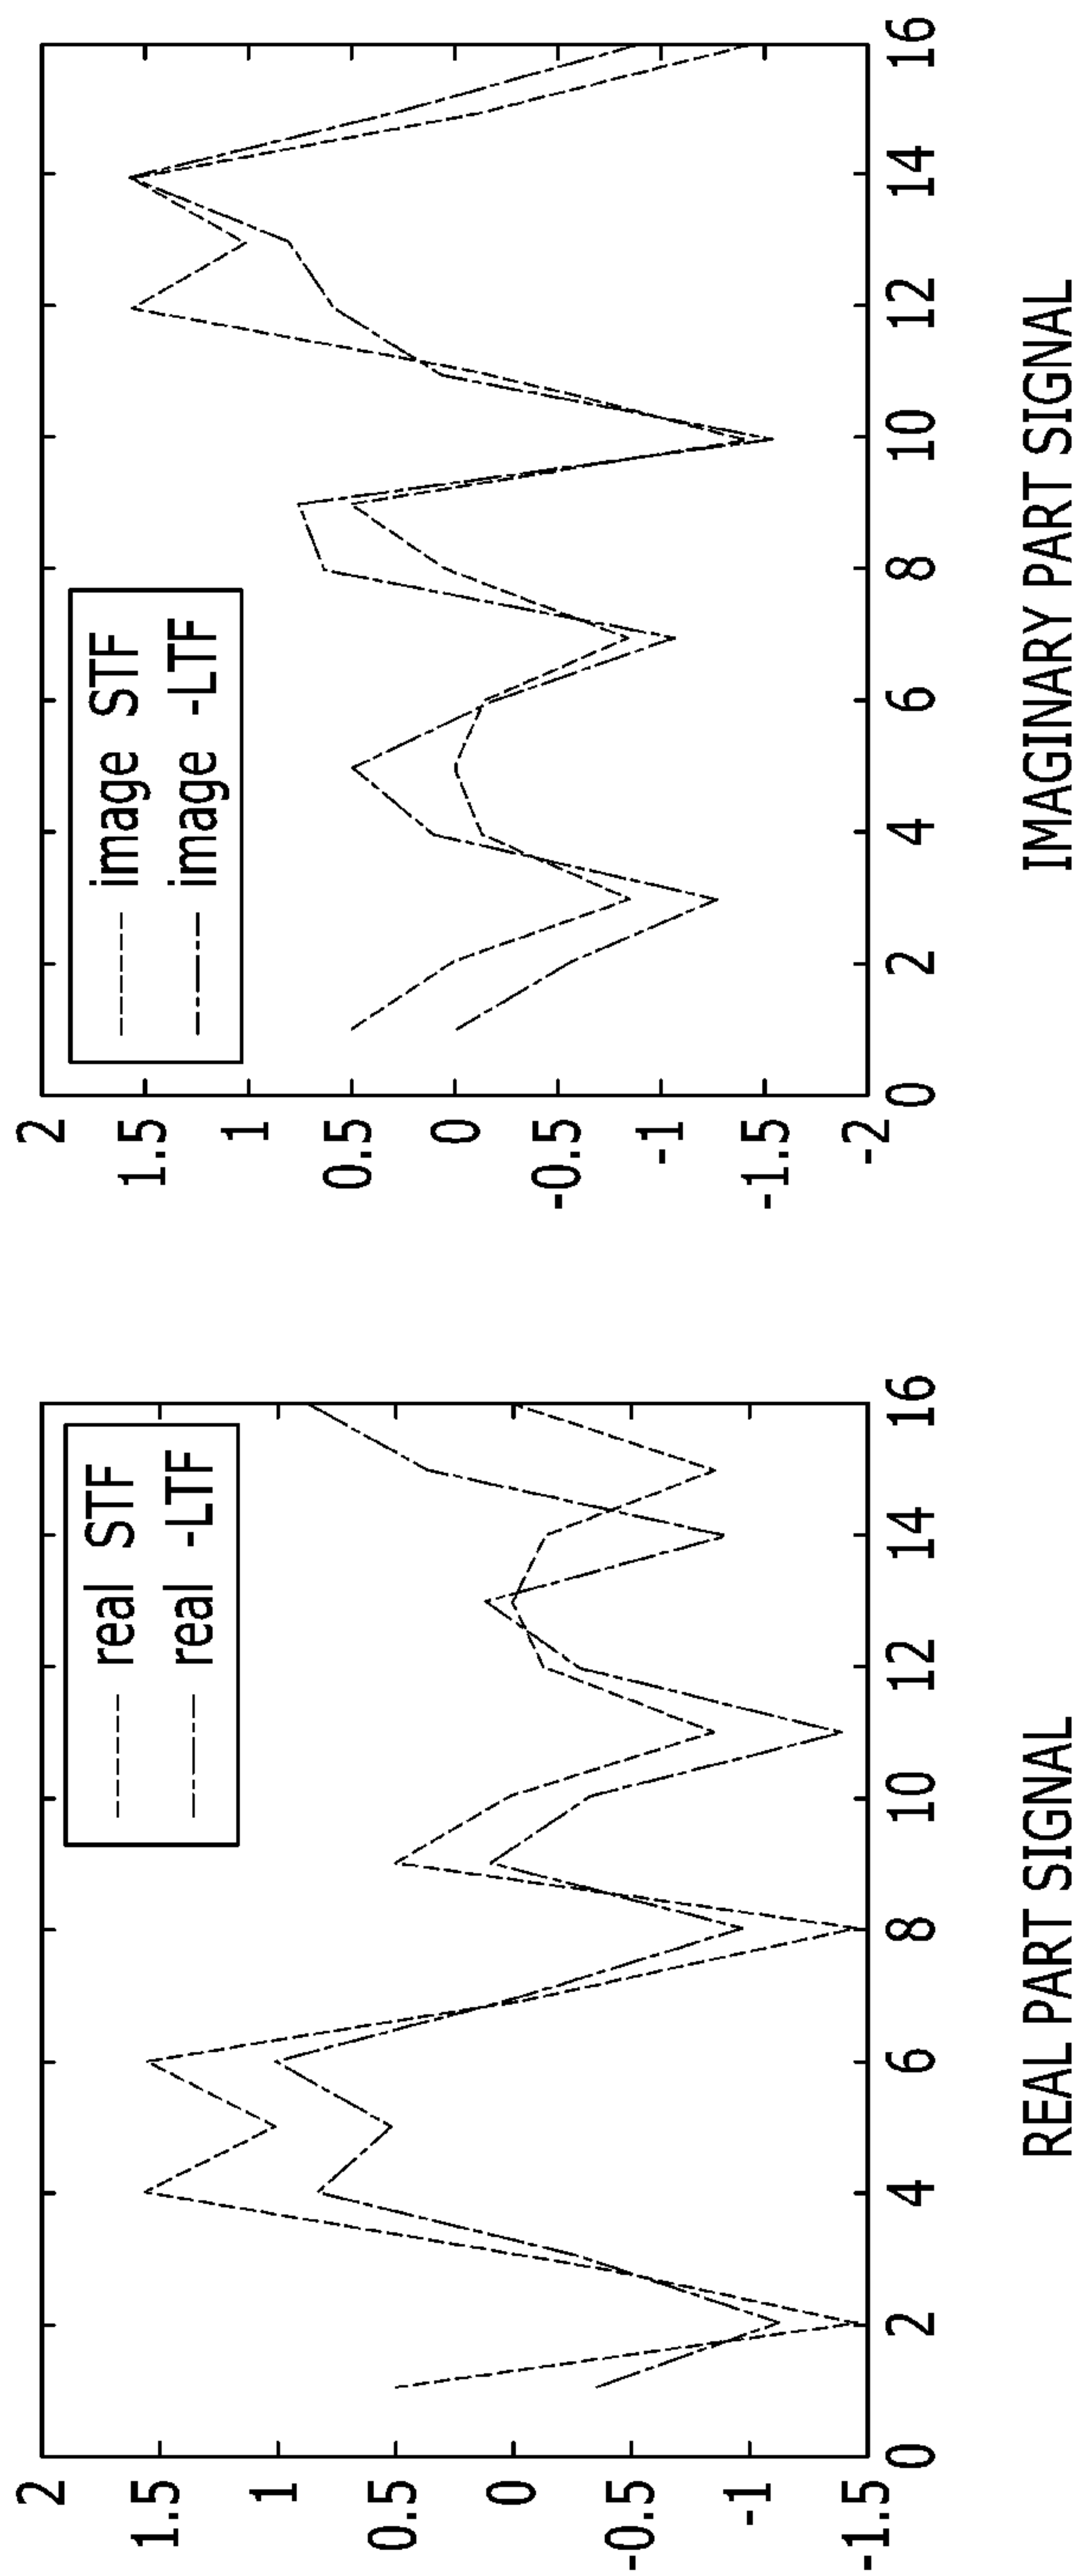 2
1.5
1
0.5
0
-0.5
-1
-1.5
real STF
real -LTF
0 2 4 6 8 10 12 14 16
REAL PART SIGNAL
2
1.5
1
0.5
0
-0.5
-1
-1.5
-2
image STF
image -LTF
0 2 4 6 8 10 12 14 16
IMAGINARY PART SIGNAL